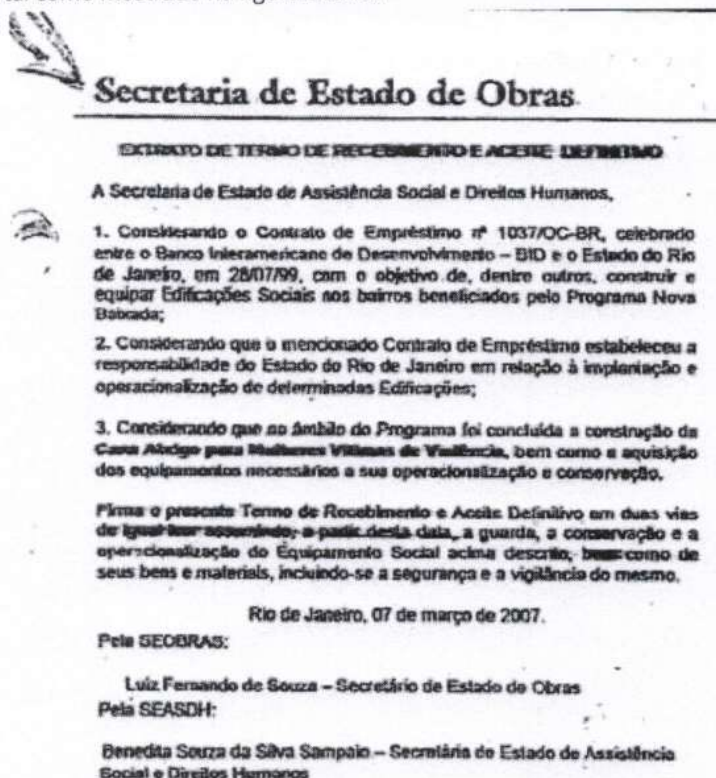 Secretaria de Estado de Obras
EXTRATO DE TERMO DE RECEBIMENTO E ACEITE DEFINITIVO
A Secretaria de Estado de Assistência Social e Direitos Humanos,
1. Considerando o Contrato de Empréstimo nº 1037/OC-BR, celebrado
entre o Banco Interamericano de Desenvolvimento – BID e o Estado do Rio
de Janeiro, em 28/07/99, com o objetivo de, dentre outros, construir e
equipar Edificações Sociais nos bairros beneficiados pelo Programa Nova
Baixada;
2. Considerando que o mencionado Contrato de Empréstimo estabeleceu a
responsabilidade do Estado do Rio de Janeiro em relação à implantação e
operacionalização de determinadas Edificações;
3. Considerando que no âmbito do Programa foi concluída a construção da
Casa Abrigo para Mulheres Vítimas de Violência, bem como a aquisição
dos equipamentos necessários a sua operacionalização e conservação.
Firma o presente Termo de Recebimento e Aceite Definitivo em duas vias
de igual teor assumindo, a partir desta data, a guarda, a conservação e a
operacionalização do Equipamento Social acima descrito, bem como de
seus bens e materiais, incluindo-se a segurança e a vigilância do mesmo.
Rio de Janeiro, 07 de março de 2007.
Pela SEOBRAS:
Luiz Fernando de Souza – Secretário de Estado de Obras
Pela SEASDH:
Benedita Souza da Silva Sampaio – Secretária de Estado de Assistência
Social e Direitos Humanos